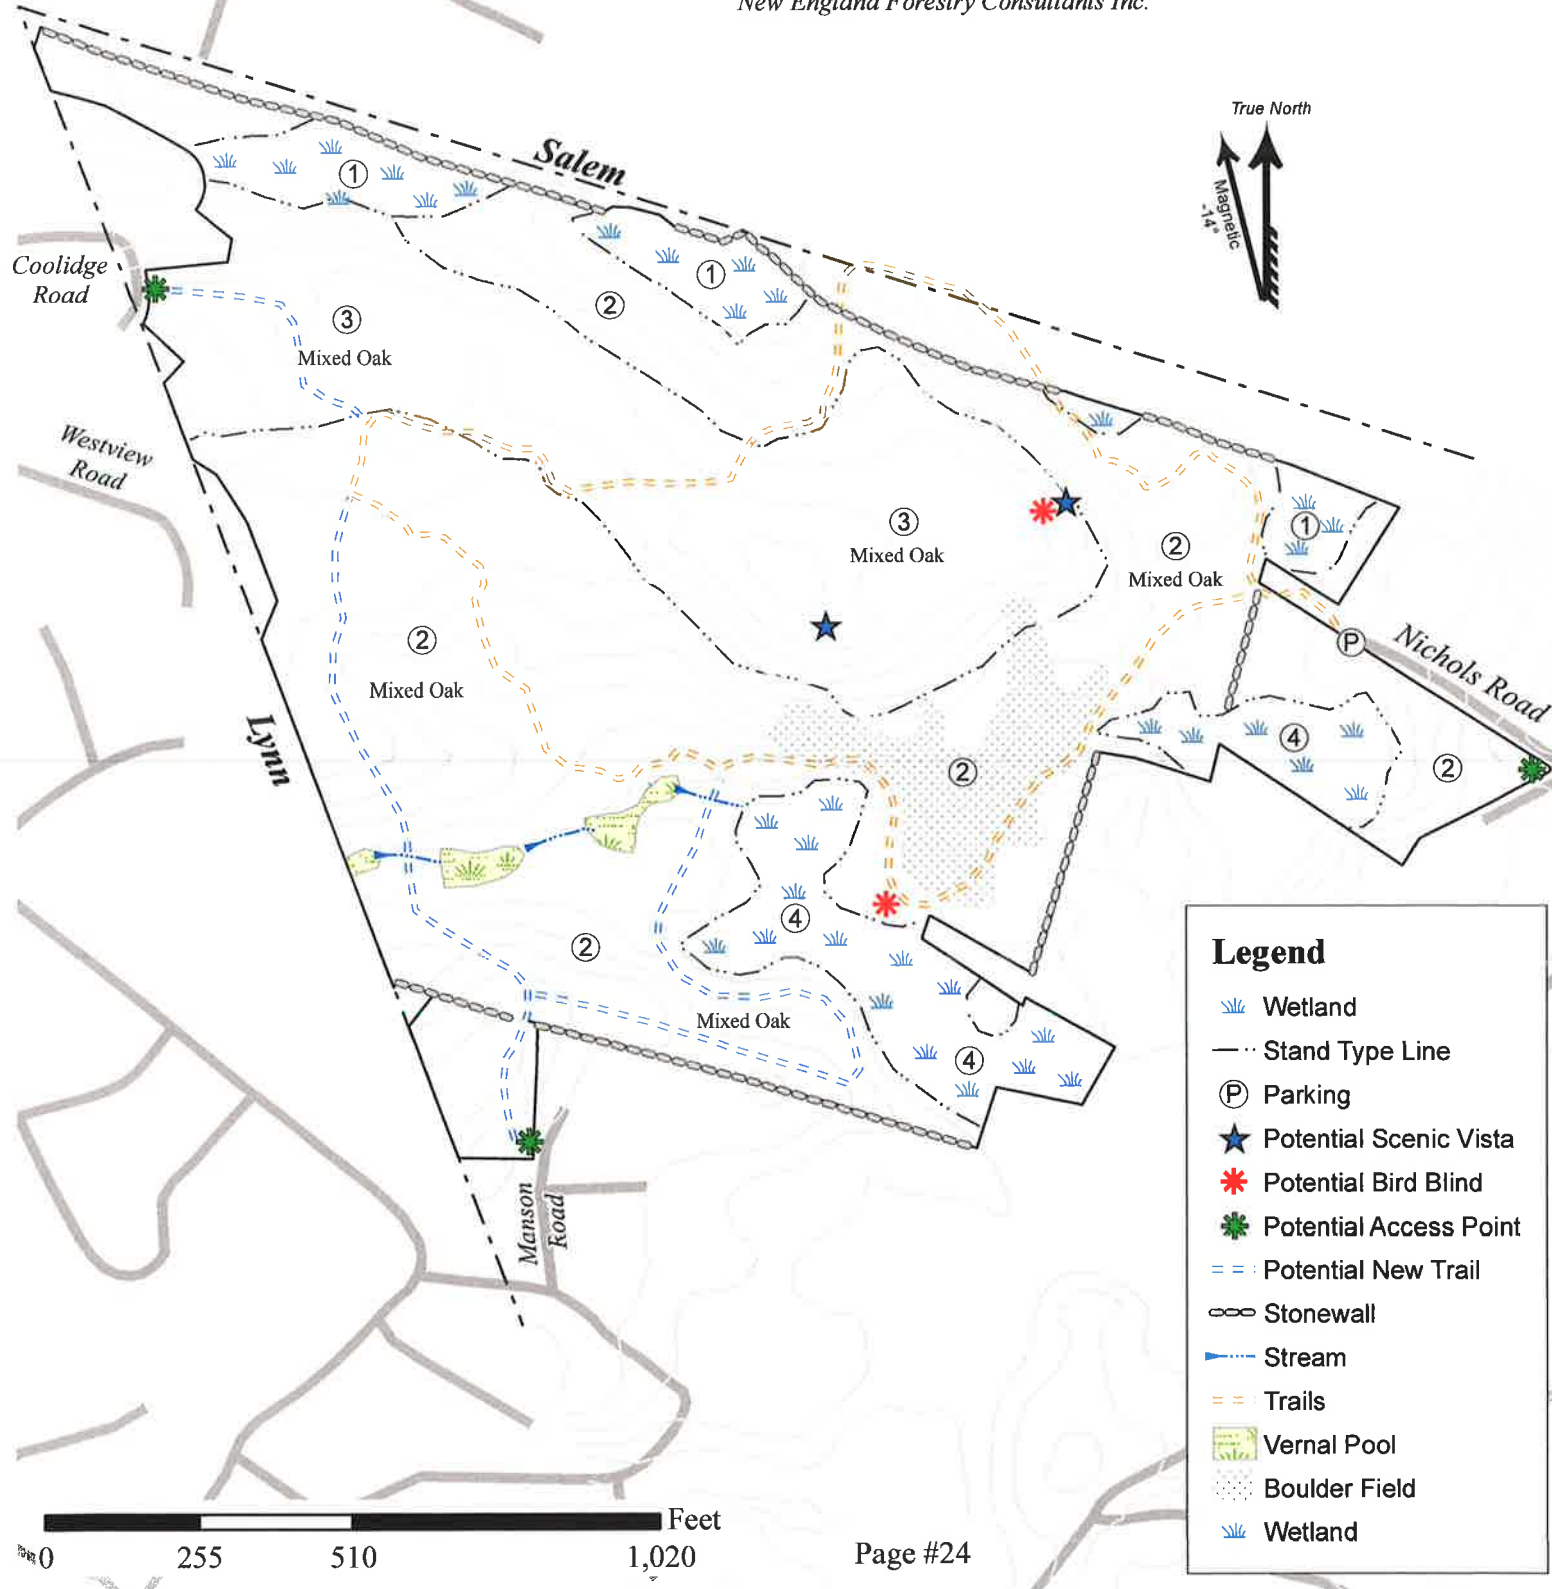 New England Forestry Consultants Inc.
True North
Magnetic
-14°
Salem
1
1
2
Coolidge
Road
3
Mixed Oak
Westview
Road
3
Mixed Oak
2
Mixed Oak
1
P
Nichols Road
2
Mixed Oak
Lynn
4
2
2
4
2
Mixed Oak
4
Manson
Road
Legend
Wetland
Stand Type Line
P Parking
Potential Scenic Vista
Potential Bird Blind
Potential Access Point
Potential New Trail
Stonewall
Stream
Trails
Vernal Pool
Boulder Field
Wetland
Feet
0 255 510 1,020
Page #24